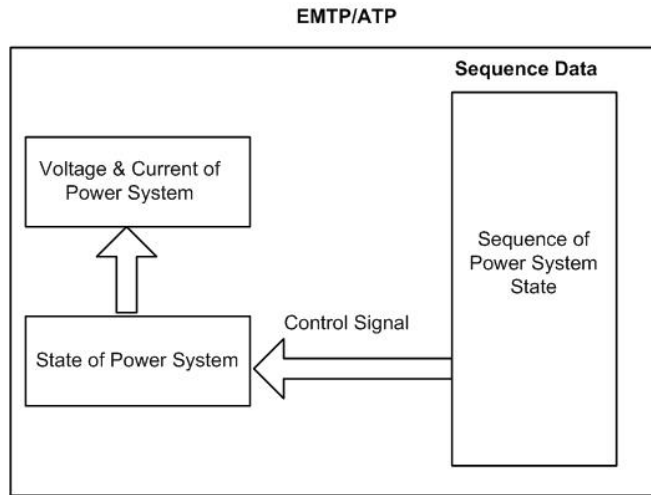 EMTP/ATP
Sequence Data
Voltage & Current of
Power System
Sequence of
Power System
State
Control Signal
State of Power System